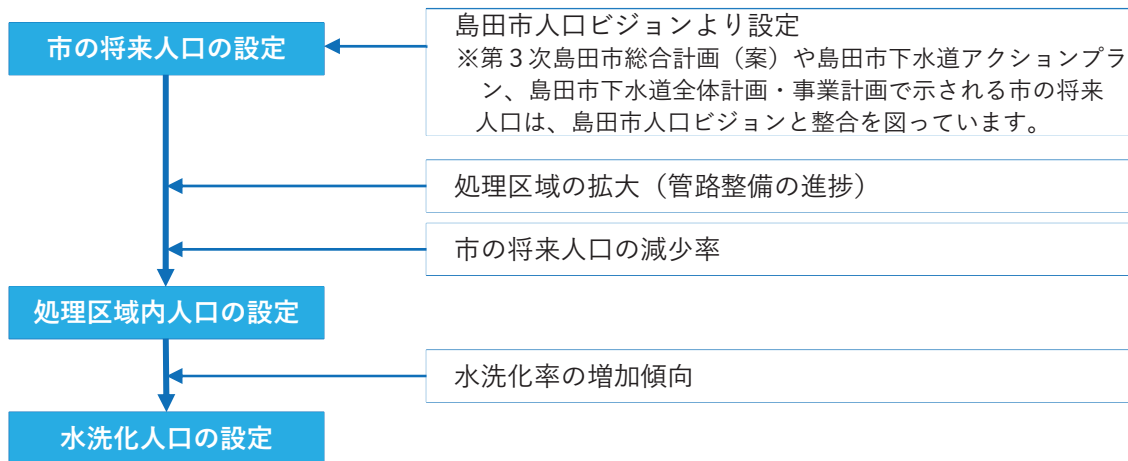 市の将来人口の設定
島田市人口ビジョンより設定
※第３次島田市総合計画（案）や島田市下水道アクションプラ
ン、島田市下水道全体計画・事業計画で示される市の将来
人口は、島田市人口ビジョンと整合を図っています。
処理区域の拡大（管路整備の進捗）
市の将来人口の減少率
処理区域内人口の設定
水洗化率の増加傾向
水洗化人口の設定